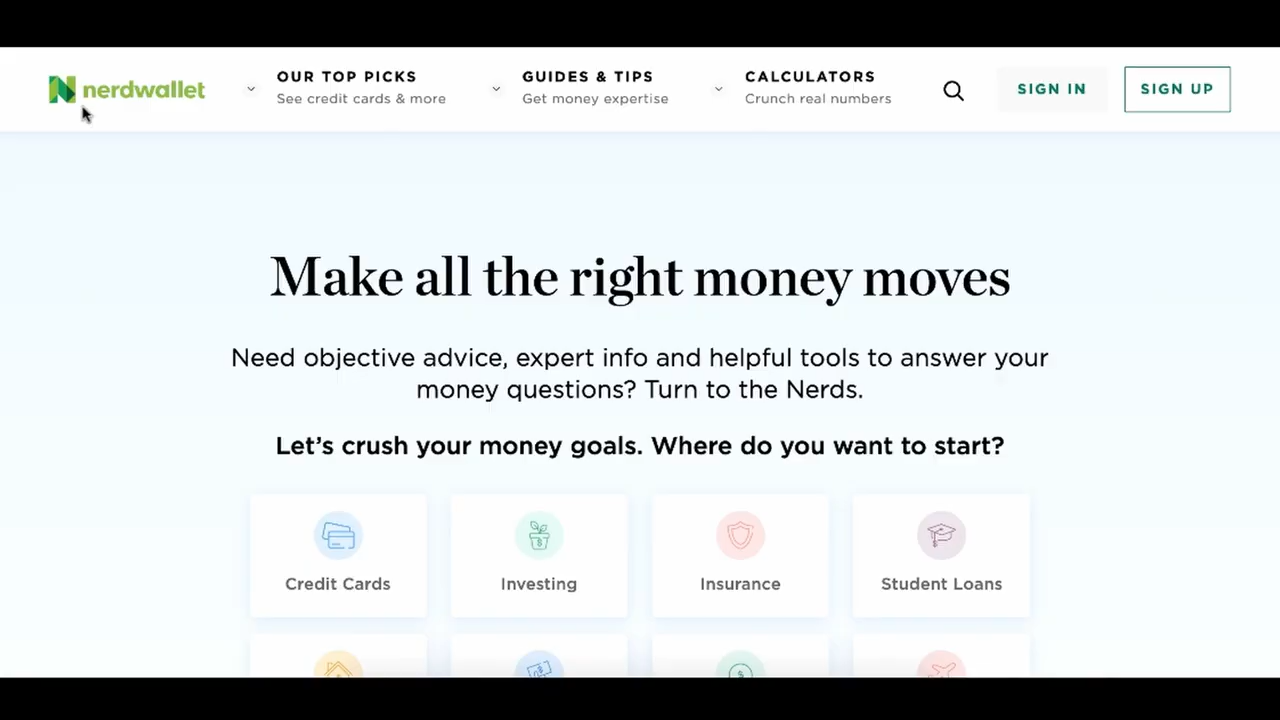 nerdwallet
OUR TOP PICKS
See credit cards & more
GUIDES & TIPS
Get money expertise
CALCULATORS
Crunch real numbers
SIGN IN
SIGN UP
Make all the right money moves
Need objective advice, expert info and helpful tools to answer your
money questions? Turn to the Nerds.
Let's crush your money goals. Where do you want to start?
Credit Cards
Investing
Insurance
Student Loans